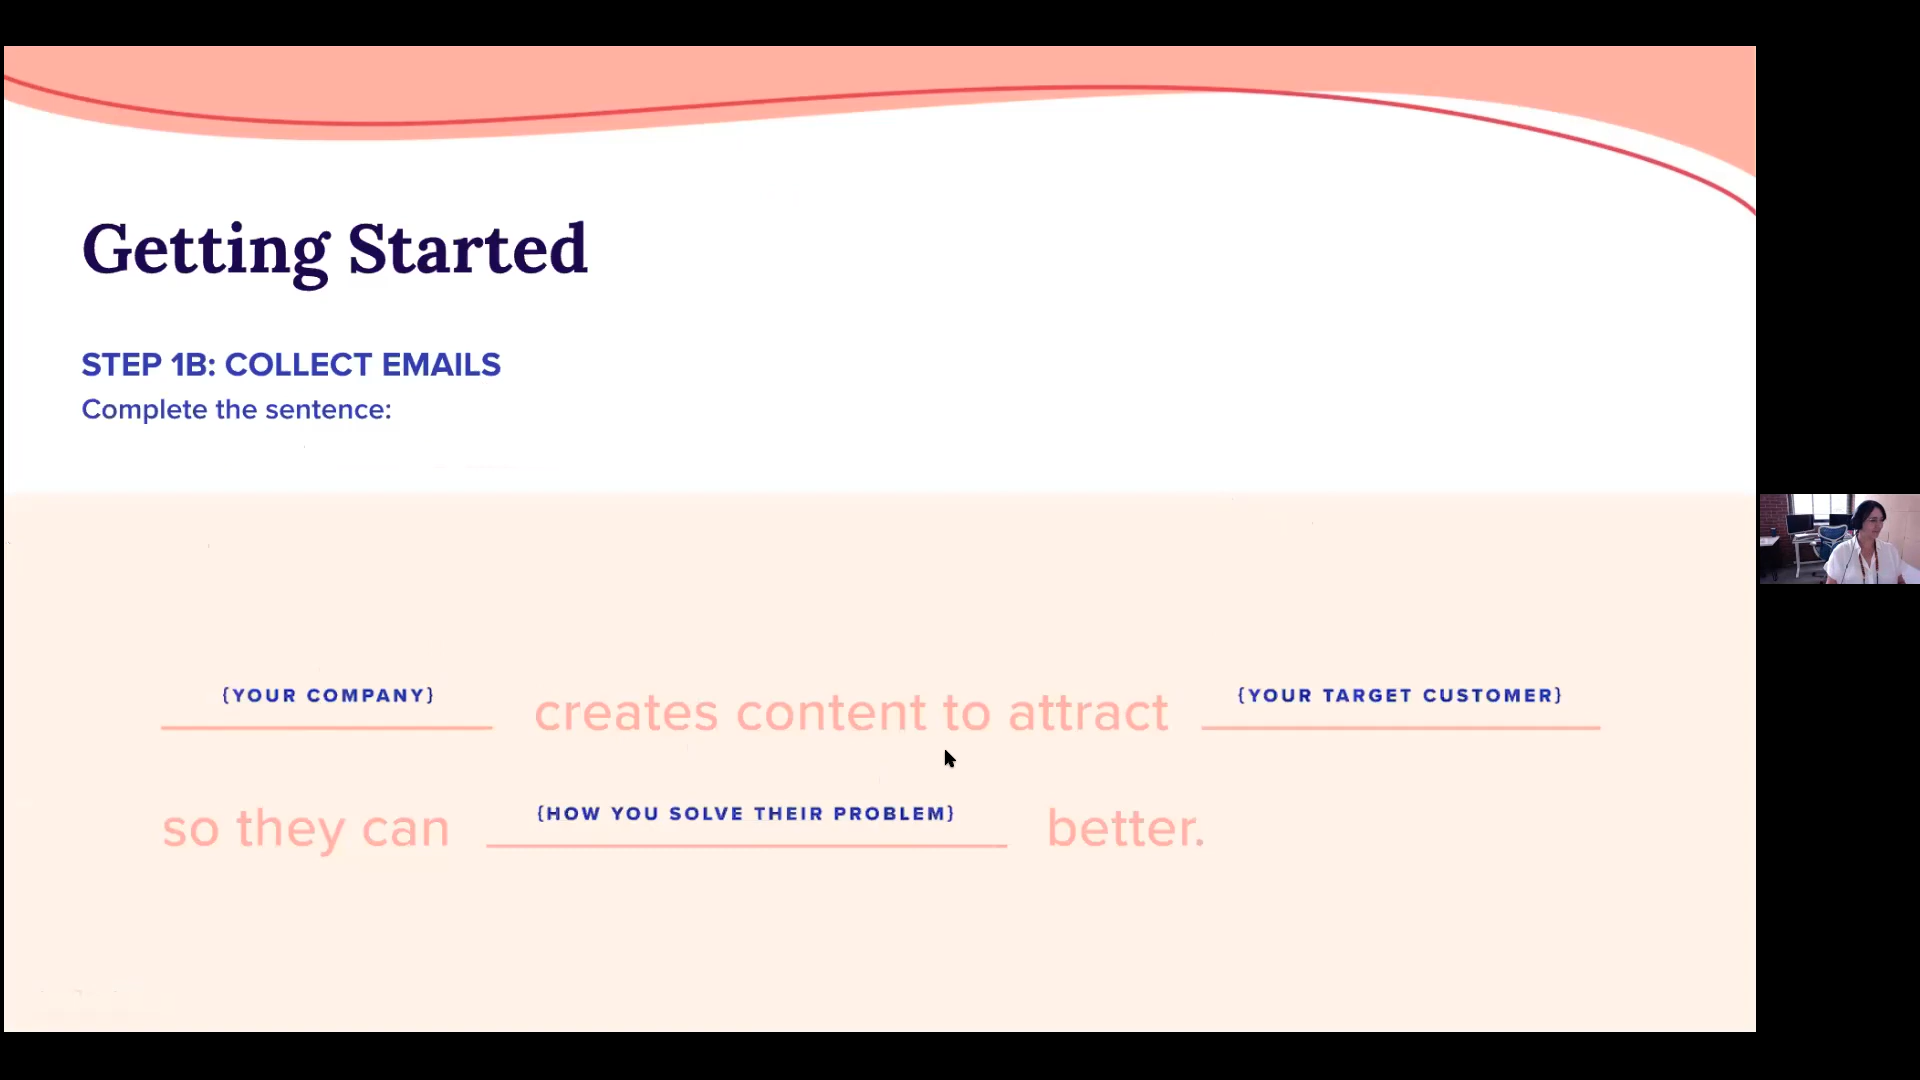 Getting Started
STEP 1B: COLLECT EMAILS
Complete the sentence:
{YOUR COMPANY} creates content to attract {YOUR TARGET CUSTOMER}
so they can {HOW YOU SOLVE THEIR PROBLEM} better.